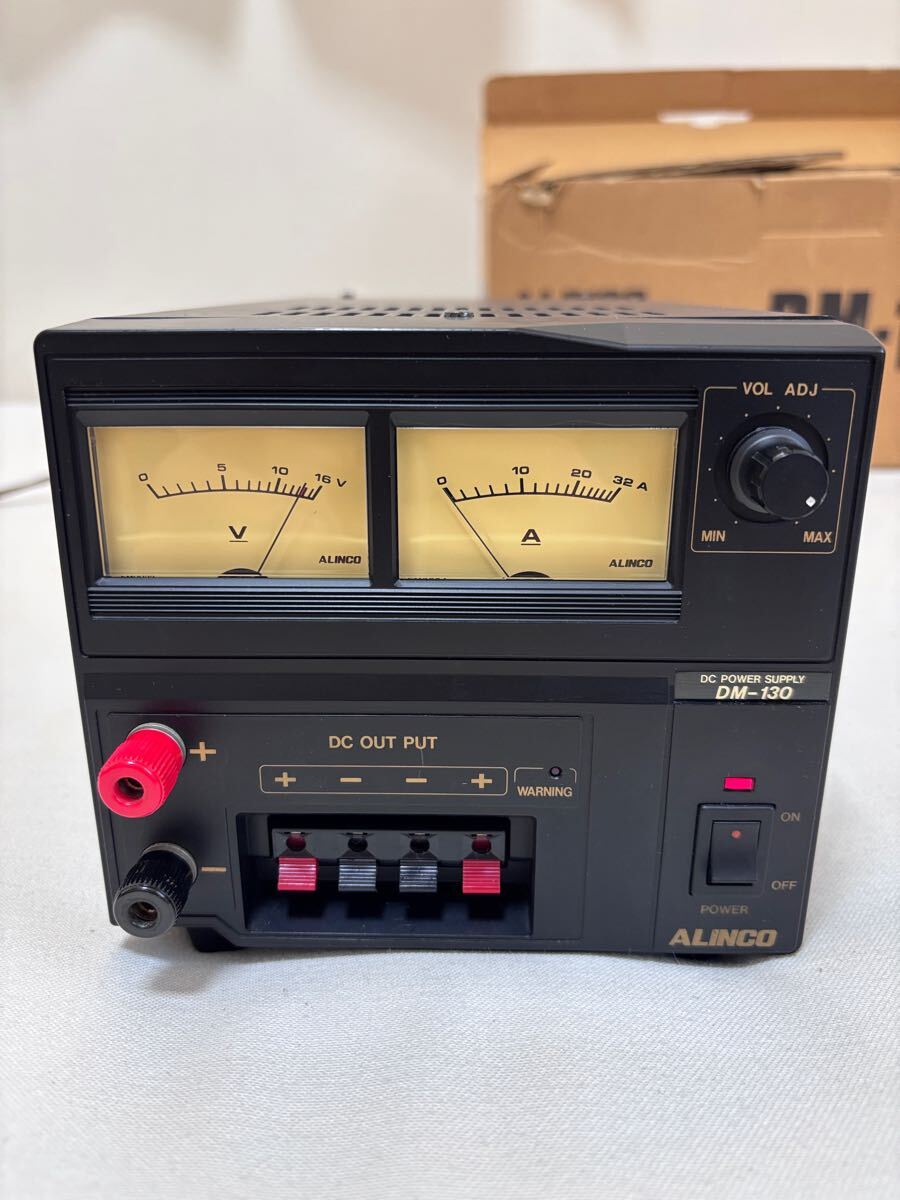 VOL ADJ
MIN MAX
0 5 10 16 V
V
ALINCO
0 10 20 32 A
A
ALINCO
DC POWER SUPPLY
DM-130
DC OUT PUT
+ − − +
WARNING
+
−
ON
OFF
POWER
ALINCO